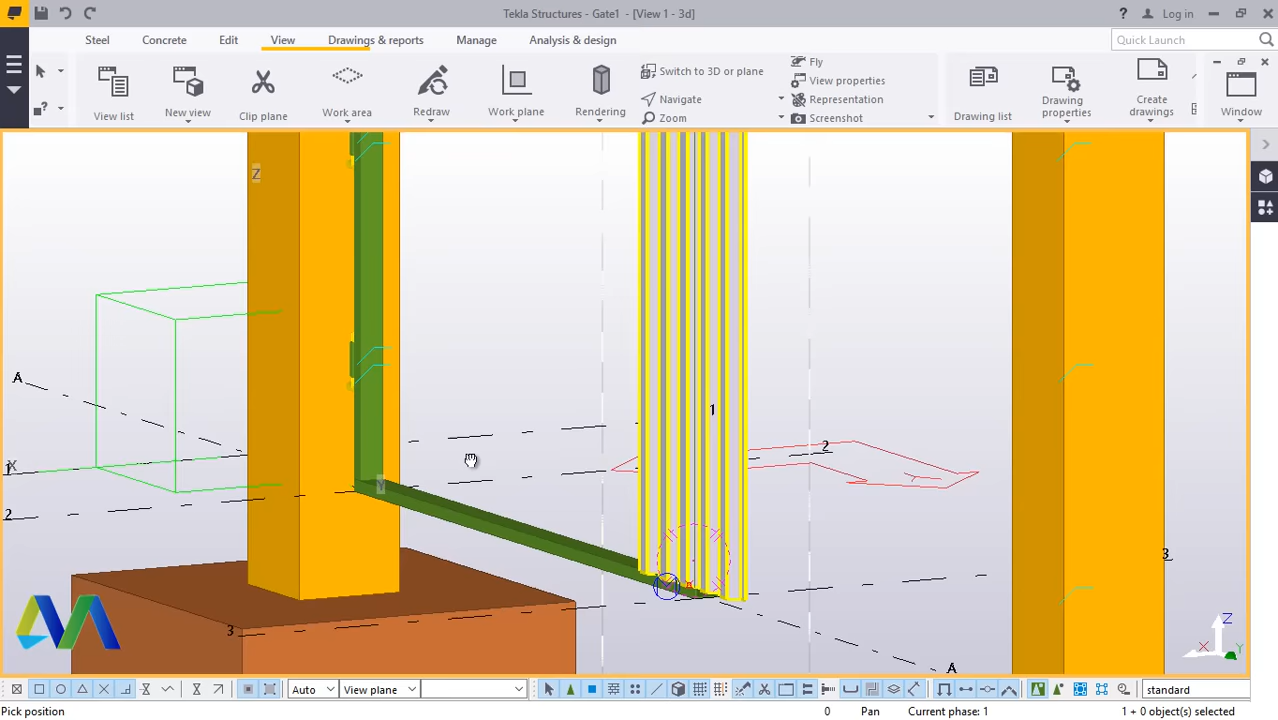 Tekla Structures - Gate1 - [View 1 - 3d]
? Log in
Steel Concrete Edit View Drawings & reports Manage Analysis & design
Quick Launch
View list
New view
Clip plane
Work area
Redraw
Work plane
Rendering
Switch to 3D or plane
Navigate
Zoom
Fly
View properties
Representation
Screenshot
Drawing list
Drawing properties
Create drawings
Window
Z
A
1
X
2
Y
1
2
3
3
A
Z
X
Y
Auto
View plane
standard
Pick position
0
Pan
Current phase: 1
1 + 0 object(s) selected